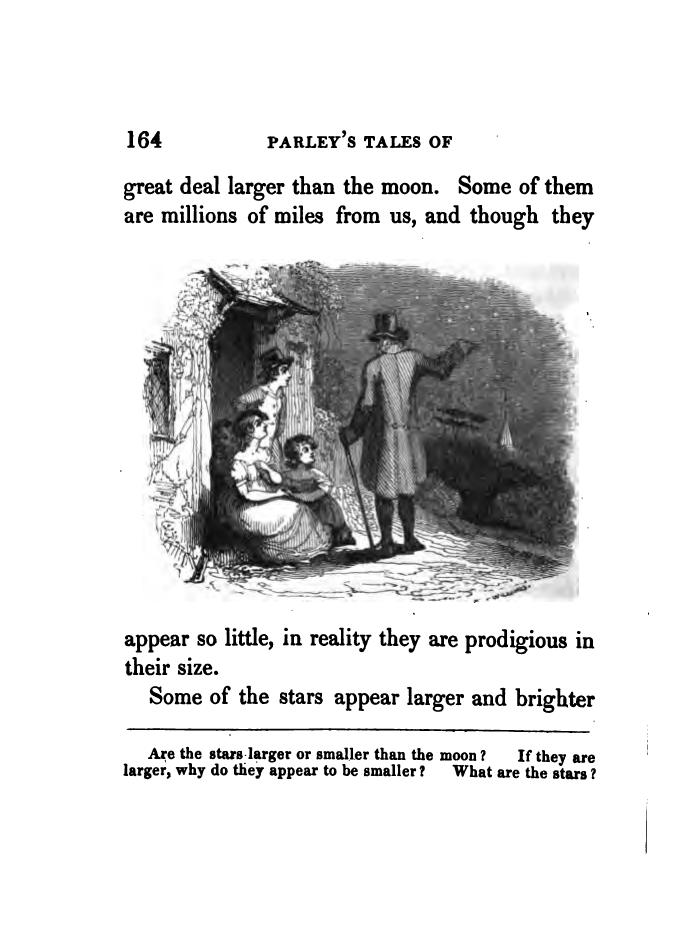 164 PARLEY'S TALES OF
great deal larger than the moon. Some of them
are millions of miles from us, and though they
appear so little, in reality they are prodigious in
their size.
Some of the stars appear larger and brighter
Are the stars larger or smaller than the moon? If they are
larger, why do they appear to be smaller? What are the stars?